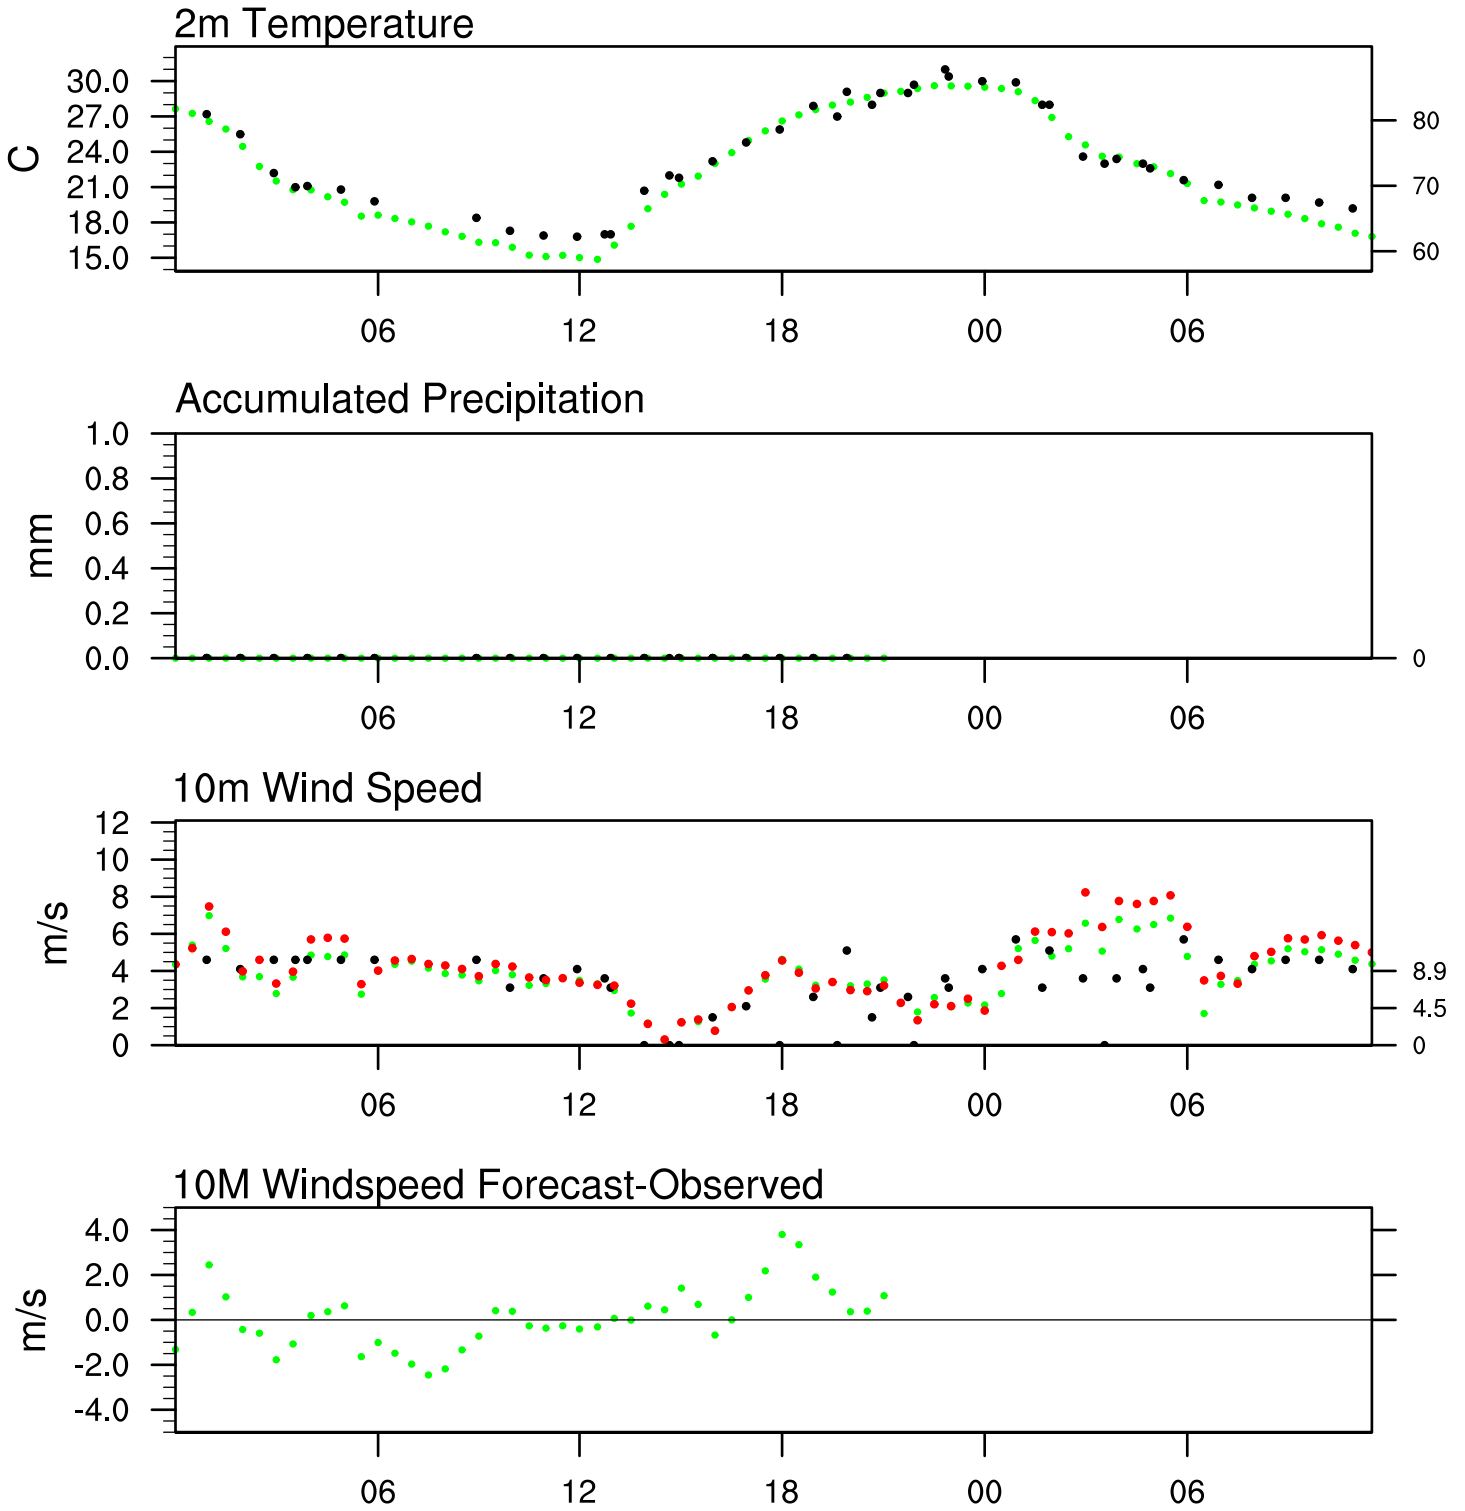 2m Temperature
30.0
27.0
24.0
21.0
18.0
15.0
C
80
70
60
06 12 18 00 06
Accumulated Precipitation
1.0
0.8
0.6
0.4
0.2
0.0
mm
0
06 12 18 00 06
10m Wind Speed
12
10
8
6
4
2
0
m/s
8.9
4.5
0
06 12 18 00 06
10M Windspeed Forecast-Observed
4.0
2.0
0.0
-2.0
-4.0
m/s
06 12 18 00 06